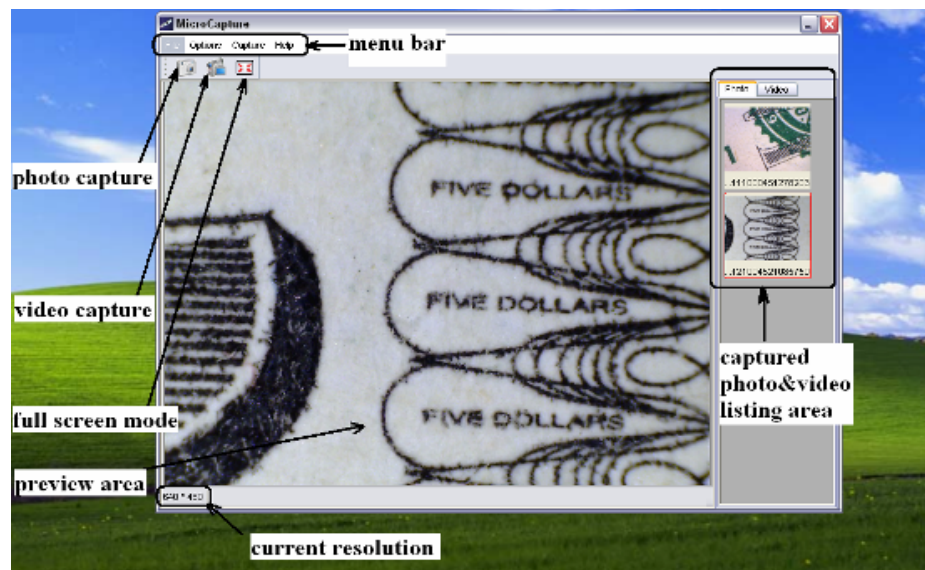 MicroCapture
Options Capture Help
menu bar
Photo Video
photo capture
FIVE DOLLARS
video capture
FIVE DOLLARS
captured
photo&video
listing area
full screen mode
FIVE DOLLARS
preview area
640 * 480
current resolution